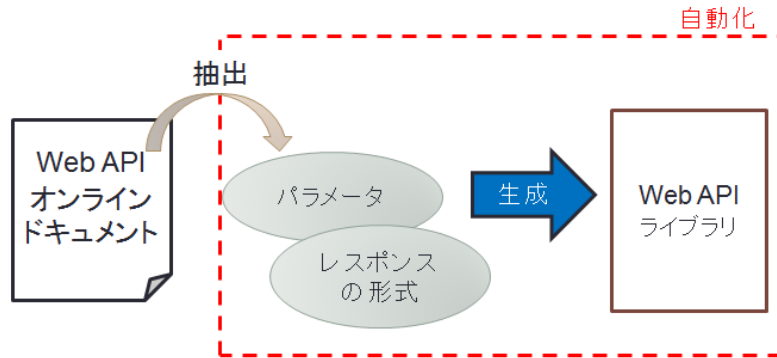 自動化
抽出
Web API
オンライン
ドキュメント
パラメータ
レスポンス
の形式
生成
Web API
ライブラリ